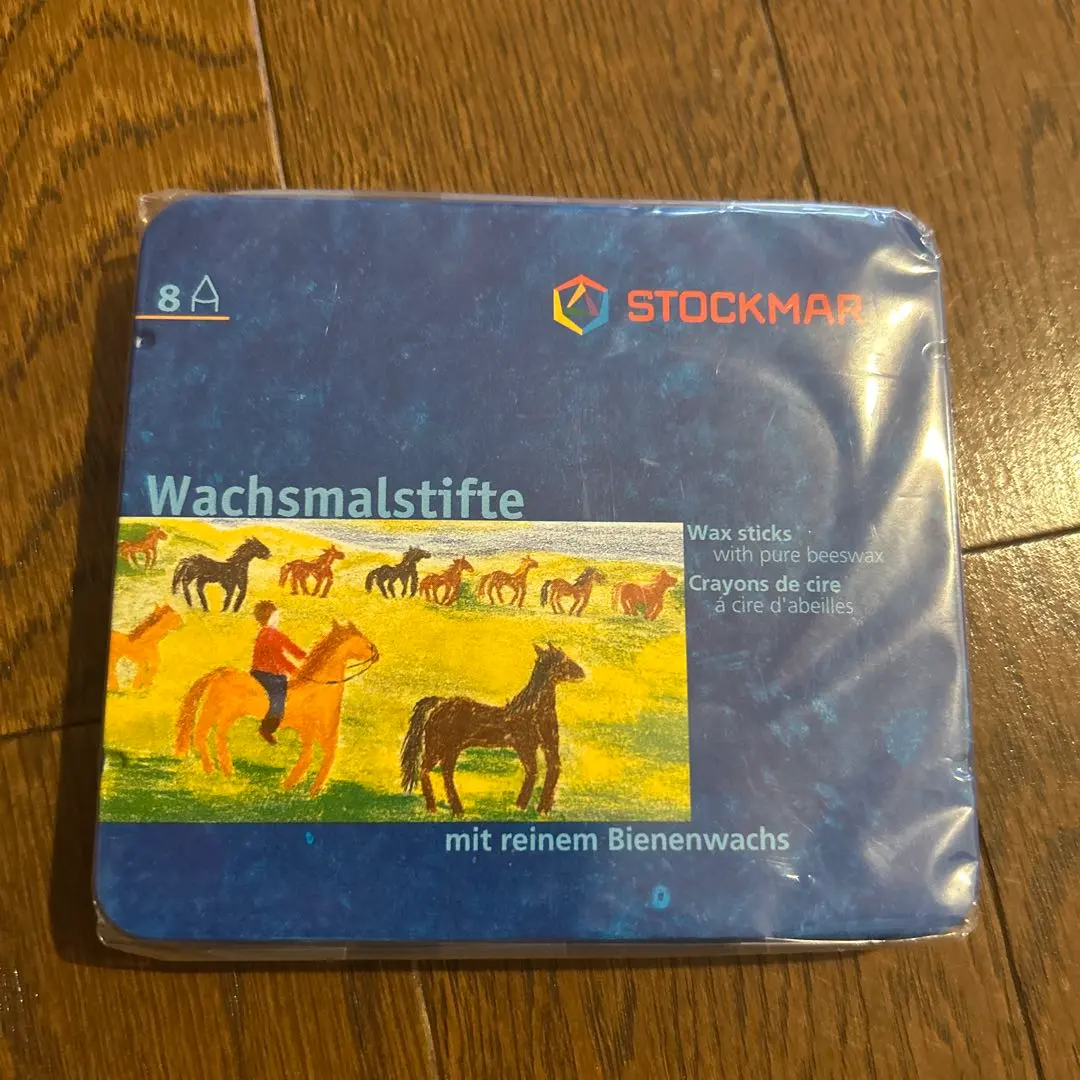 8
STOCKMAR
Wachsmalstifte
Wax sticks
with pure beeswax
Crayons de cire
á cire d'abeilles
mit reinem Bienenwachs